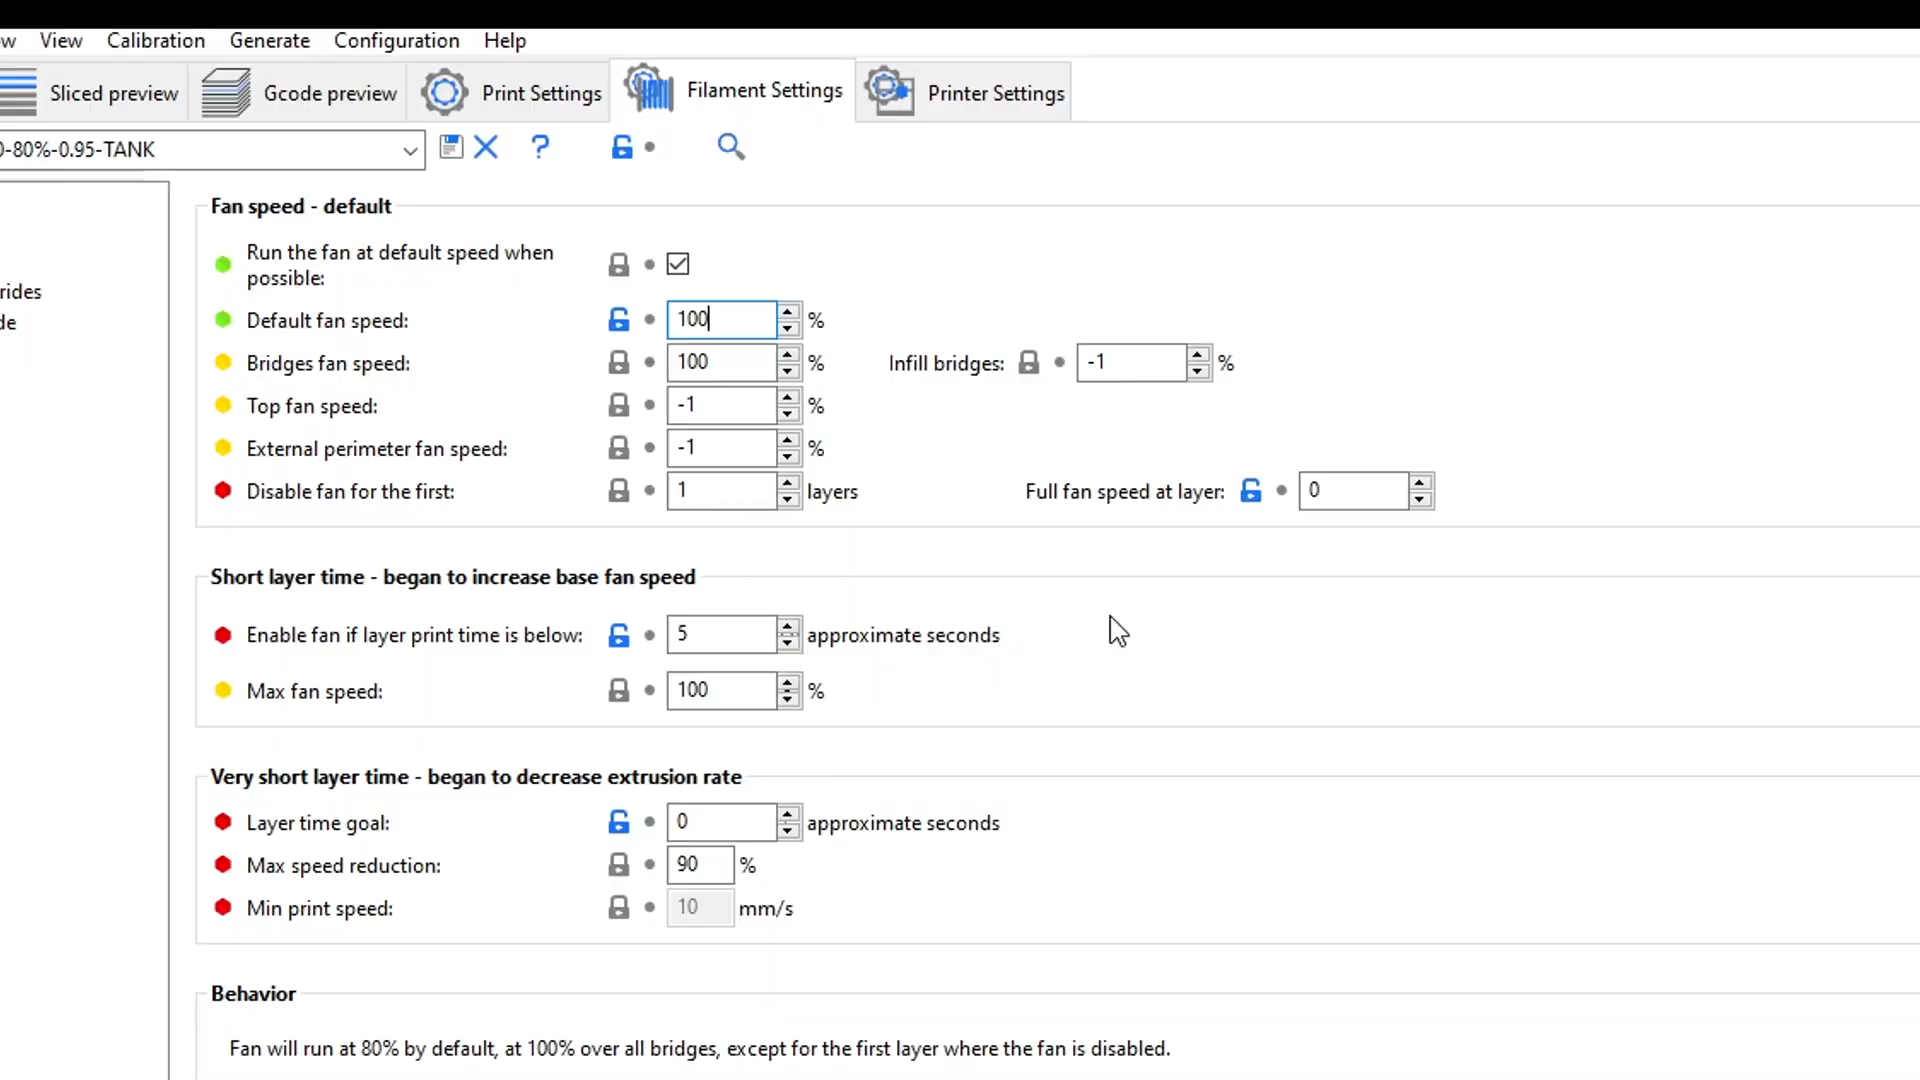 View Calibration Generate Configuration Help
Sliced preview Gcode preview Print Settings Filament Settings Printer Settings
-80%-0.95-TANK
Fan speed - default
Run the fan at default speed when
possible:
Default fan speed: 100 %
Bridges fan speed: 100 % Infill bridges: -1 %
Top fan speed: -1 %
External perimeter fan speed: -1 %
Disable fan for the first: 1 layers Full fan speed at layer: 0
Short layer time - began to increase base fan speed
Enable fan if layer print time is below: 5 approximate seconds
Max fan speed: 100 %
Very short layer time - began to decrease extrusion rate
Layer time goal: 0 approximate seconds
Max speed reduction: 90 %
Min print speed: 10 mm/s
Behavior
Fan will run at 80% by default, at 100% over all bridges, except for the first layer where the fan is disabled.